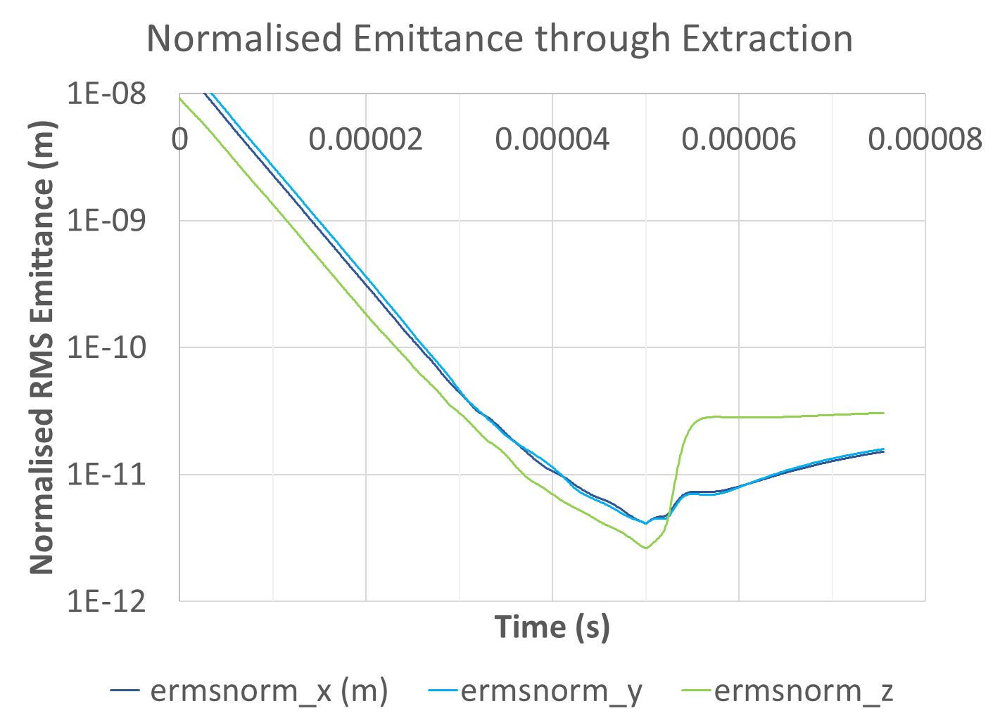 Normalised Emittance through Extraction
Normalised RMS Emittance (m)
1E-08
0 0.00002 0.00004 0.00006 0.00008
1E-09
1E-10
1E-11
1E-12
Time (s)
ermsnorm_x (m) ermsnorm_y ermsnorm_z